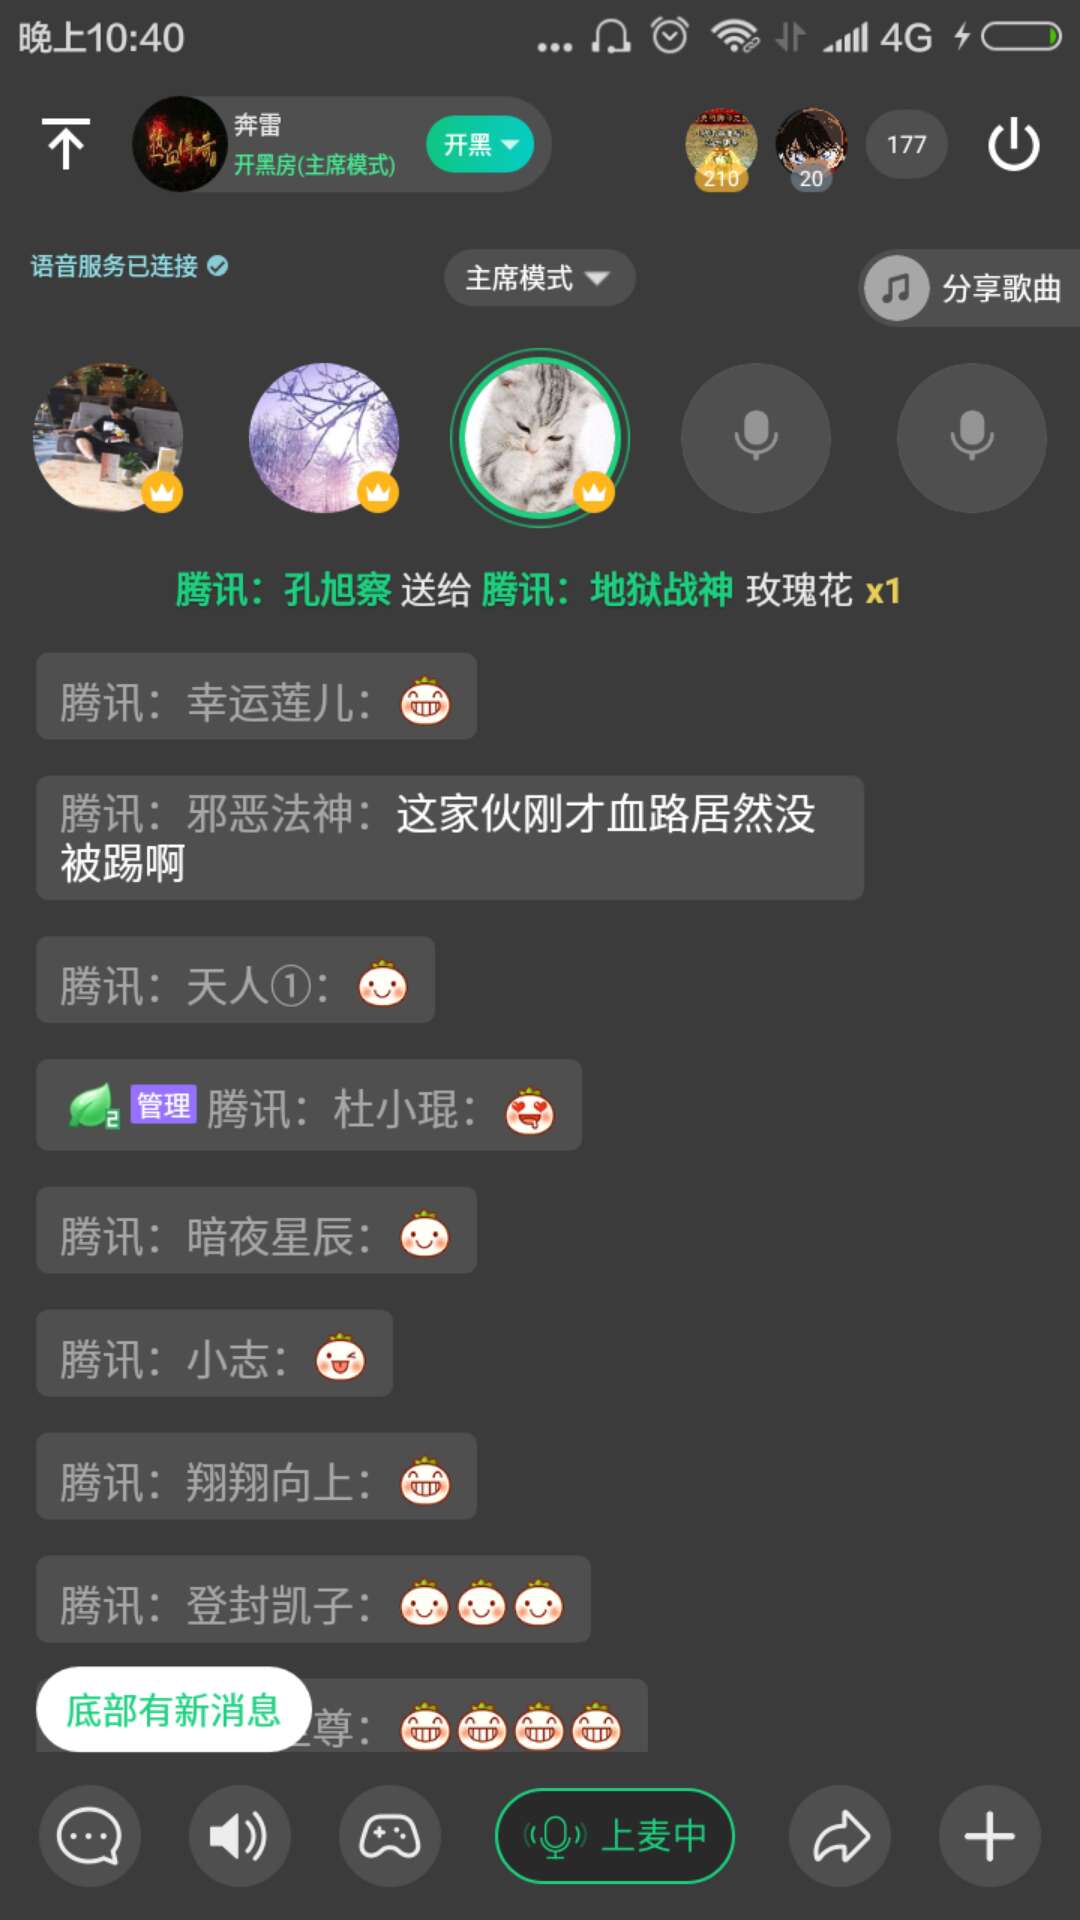 晚上10:40
4G
热血传奇
奔雷
开黑房(主席模式)
开黑
210
20
177
语音服务已连接
主席模式
分享歌曲
腾讯：孔旭察 送给 腾讯：地狱战神 玫瑰花 x1
腾讯：幸运莲儿：
腾讯：邪恶法神：这家伙刚才血路居然没
被踢啊
腾讯：天人①：
2 管理 腾讯：杜小琨：
腾讯：暗夜星辰：
腾讯：小志：
腾讯：翔翔向上：
腾讯：登封凯子：
底部有新消息
尊：
上麦中